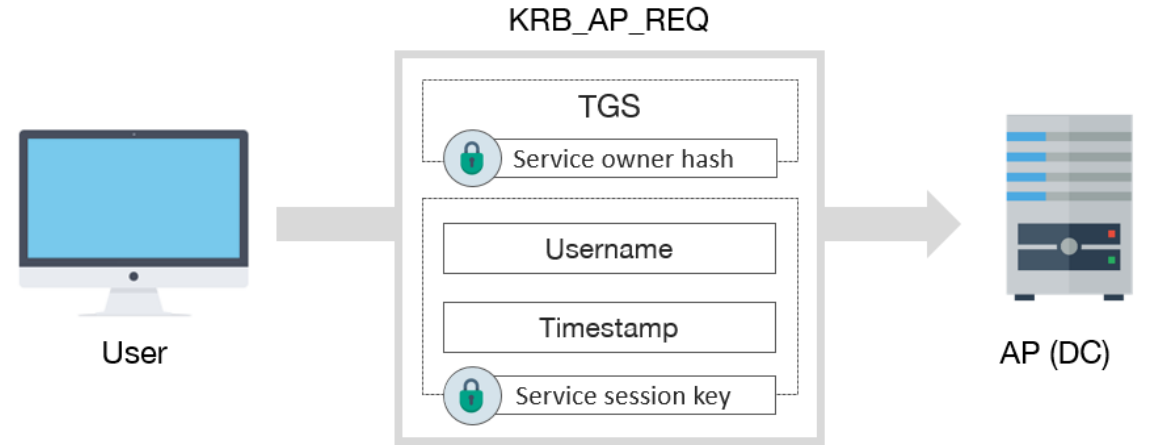 KRB_AP_REQ
TGS
Service owner hash
Username
Timestamp
Service session key
User
AP (DC)